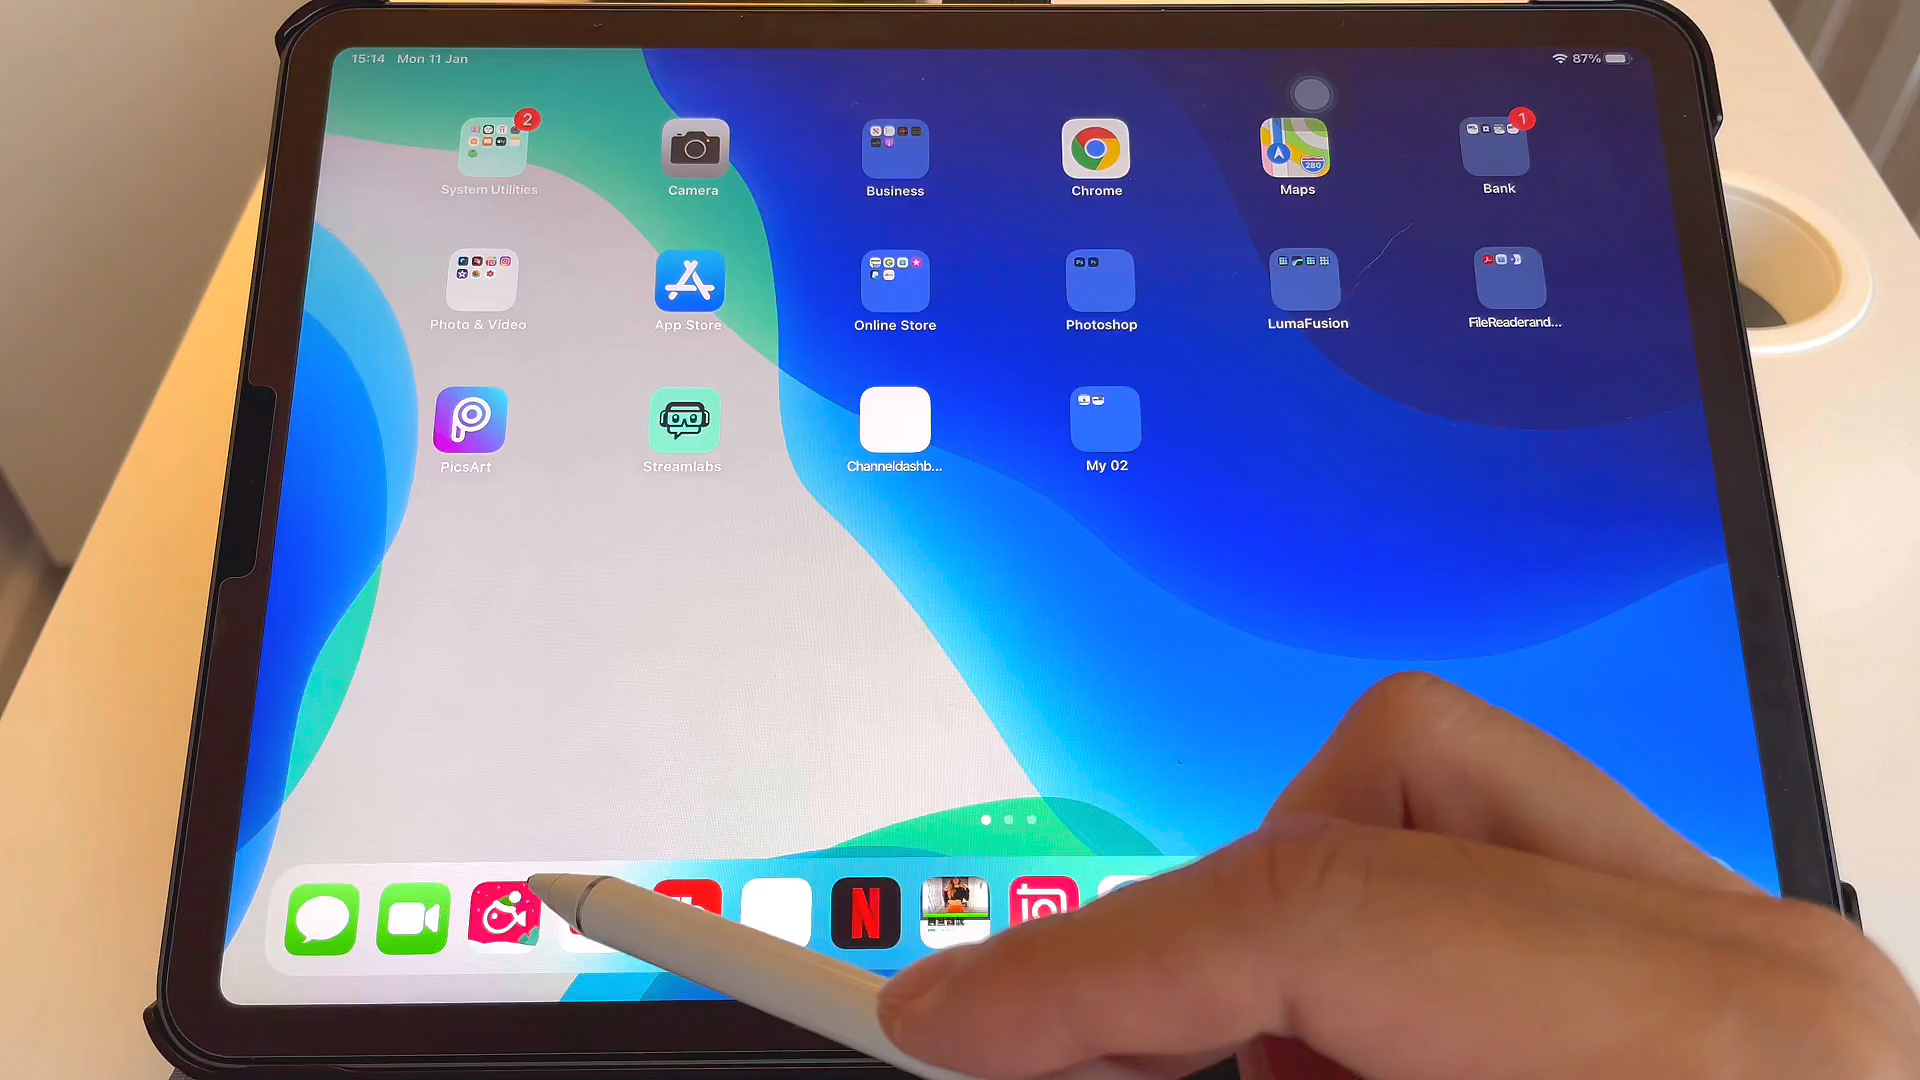 15:14 Mon 11 Jan
87%
2
1
280
System Utilities
Camera
Business
Chrome
Maps
Bank
Photo & Video
App Store
Online Store
Photoshop
LumaFusion
FileReaderand...
PicsArt
Streamlabs
Channeldashb...
My 02
N